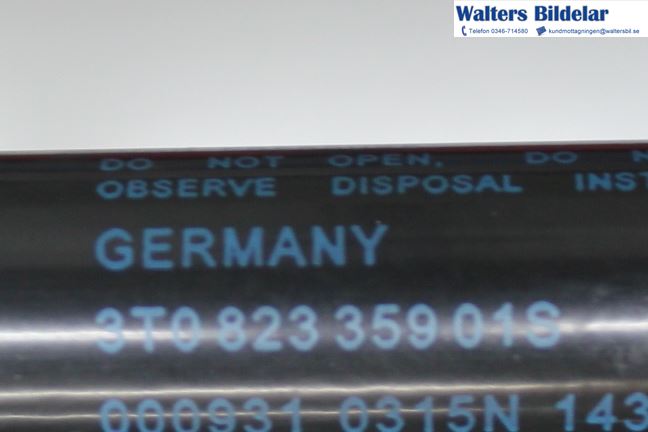 Walters Bildelar
Telefon 0346-714580 kundmottagningen@waltersbil.se
DO NOT OPEN. DO
OBSERVE DISPOSAL INST
GERMANY
3T0 823 359 01S
000931 0315N 143